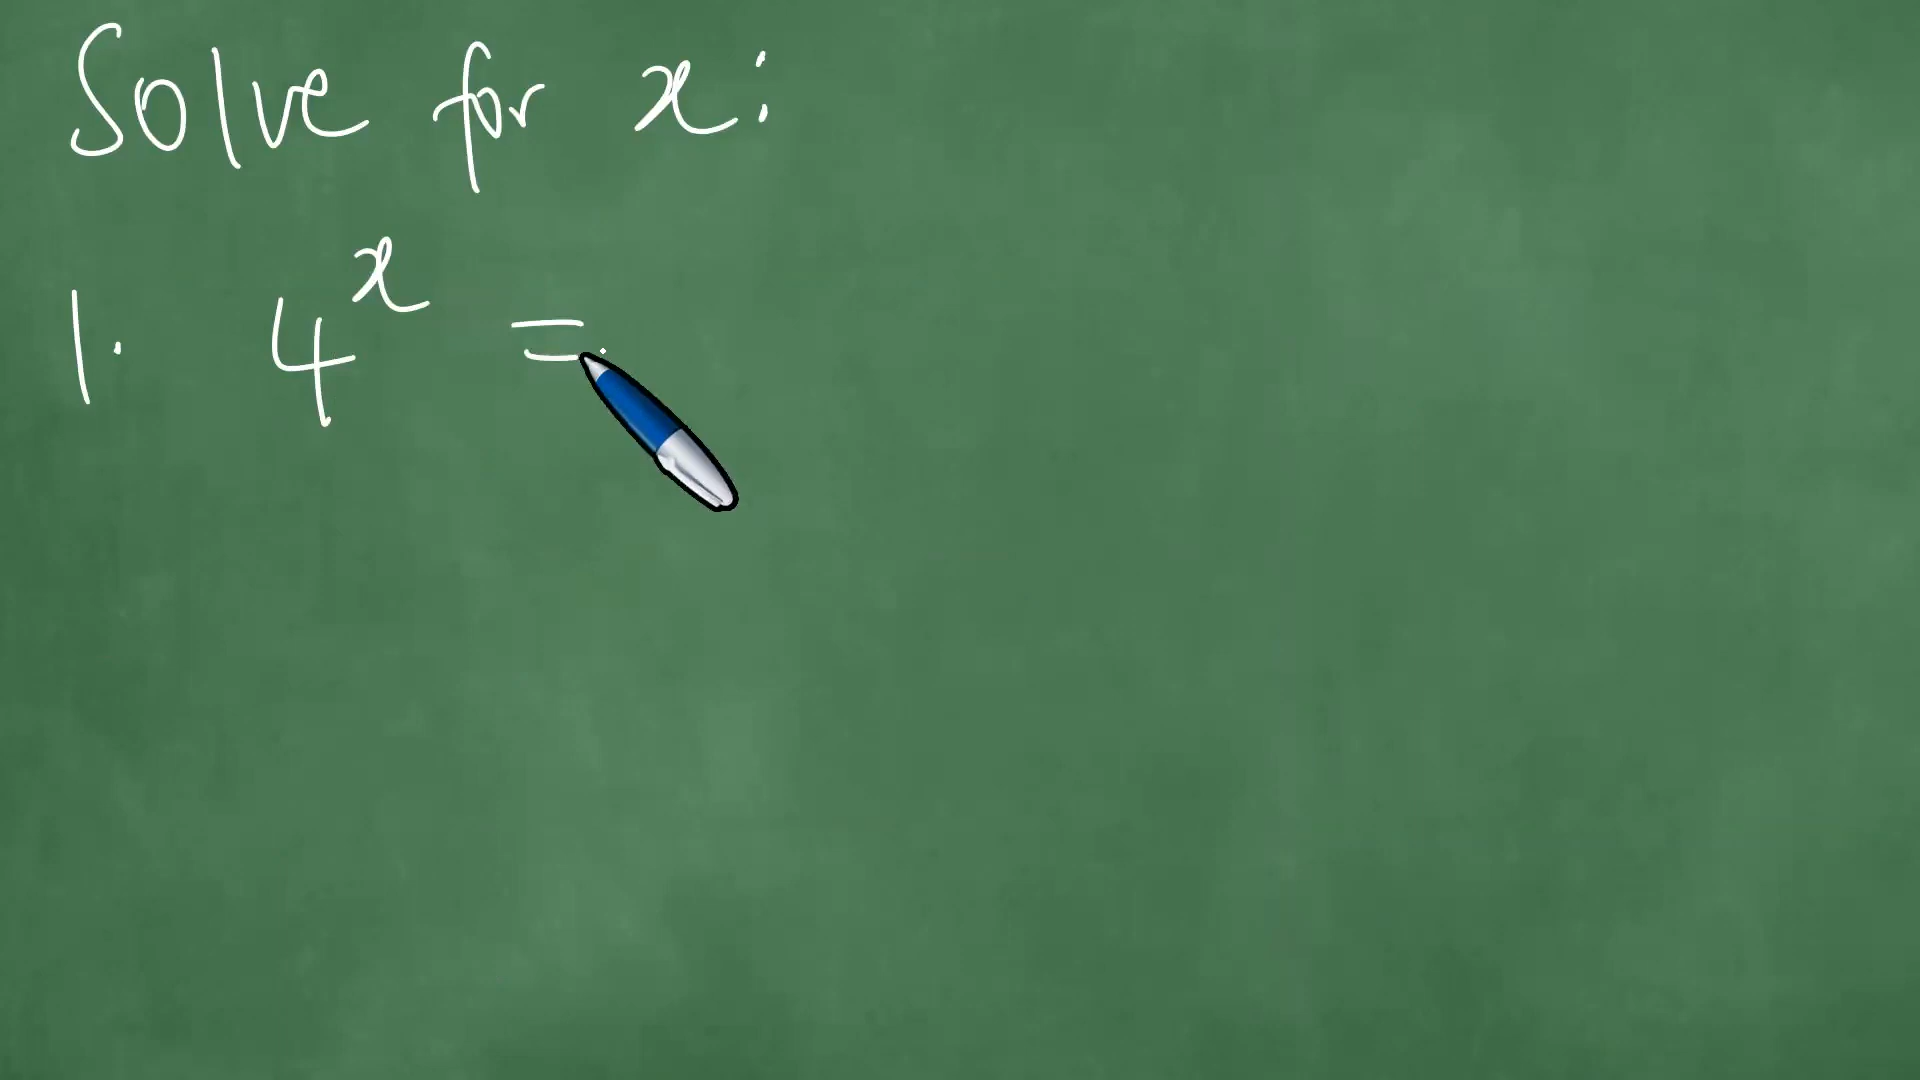 Solve for x:
1. 4^x =